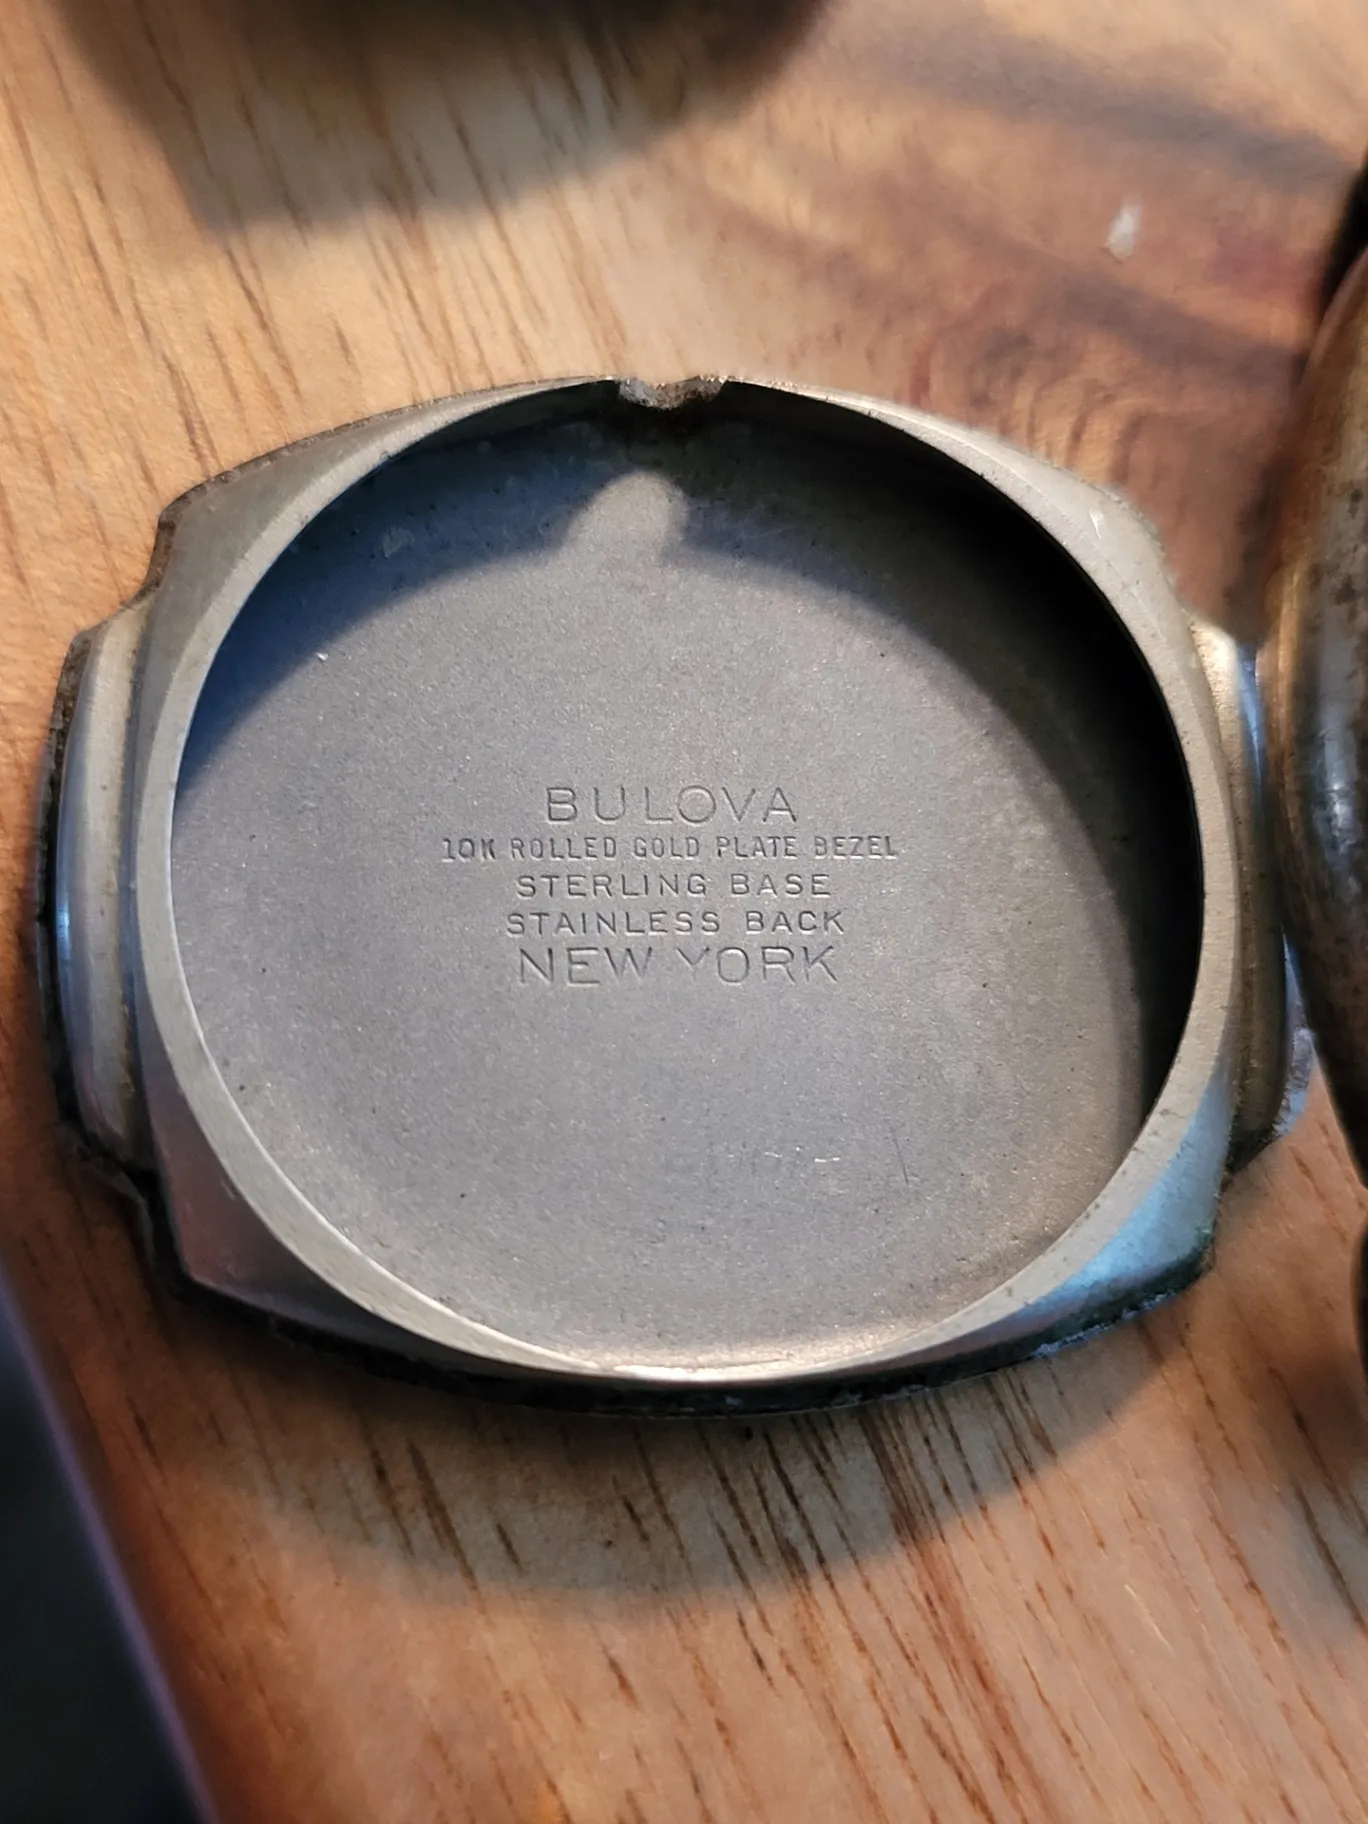 BULOVA
10K ROLLED GOLD PLATE BEZEL
STERLING BASE
STAINLESS BACK
NEW YORK